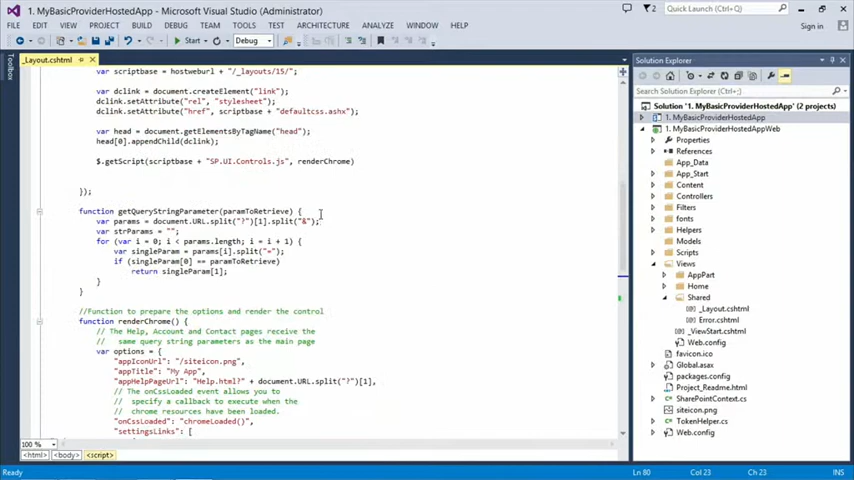 1. MyBasicProviderHostedApp - Microsoft Visual Studio (Administrator)
2
Quick Launch (Ctrl+Q)
FILE EDIT VIEW PROJECT BUILD DEBUG TEAM TOOLS TEST ARCHITECTURE ANALYZE WINDOW HELP
Sign in
Start
Debug
Toolbox
_Layout.cshtml
var scriptbase = hostweburl + "/_layouts/15/";
var dclink = document.createElement("link");
dclink.setAttribute("rel", "stylesheet");
dclink.setAttribute("href", scriptbase + "defaultcss.ashx");
var head = document.getElementsByTagName("head");
head[0].appendChild(dclink);
$.getScript(scriptbase + "SP.UI.Controls.js", renderChrome)
});
function getQueryStringParameter(paramToRetrieve) {
var params = document.URL.split("?")[1].split("&");
var strParams = "";
for (var i = 0; i < params.length; i = i + 1) {
var singleParam = params[i].split("=");
if (singleParam[0] == paramToRetrieve)
return singleParam[1];
}
}
//Function to prepare the options and render the control
function renderChrome() {
// The Help, Account and Contact pages receive the
// same query string parameters as the main page
var options = {
"appIconUrl": "/siteicon.png",
"appTitle": "My App",
"appHelpPageUrl": "Help.html?" + document.URL.split("?")[1],
// The onCssLoaded event allows you to
// specify a callback to execute when the
// chrome resources have been loaded.
"onCssLoaded": "chromeLoaded()",
"settingsLinks": [
100 %
<html> <body> <script>
Solution Explorer
Search Solution Explorer (Ctrl+;)
Solution '1. MyBasicProviderHostedApp' (2 projects)
1. MyBasicProviderHostedApp
1. MyBasicProviderHostedAppWeb
Properties
References
App_Data
App_Start
Content
Controllers
Filters
fonts
Helpers
Models
Scripts
Views
AppPart
Home
Shared
_Layout.cshtml
Error.cshtml
_ViewStart.cshtml
Web.config
favicon.ico
Global.asax
packages.config
Project_Readme.html
SharePointContext.cs
siteicon.png
TokenHelper.cs
Web.config
Ready
Ln 80 Col 23 Ch 23 INS